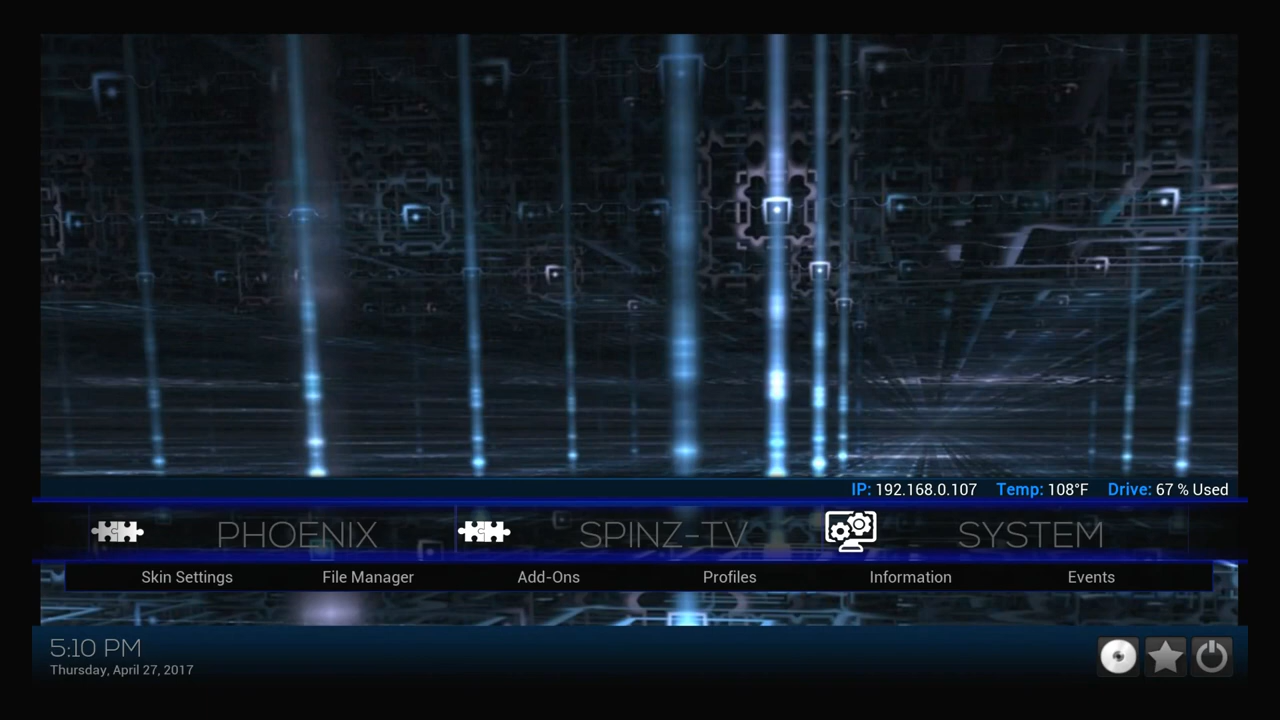 IP: 192.168.0.107 Temp: 108°F Drive: 67 % Used
PHOENIX SPINZ-TV SYSTEM
Skin Settings File Manager Add-Ons Profiles Information Events
5:10 PM
Thursday, April 27, 2017